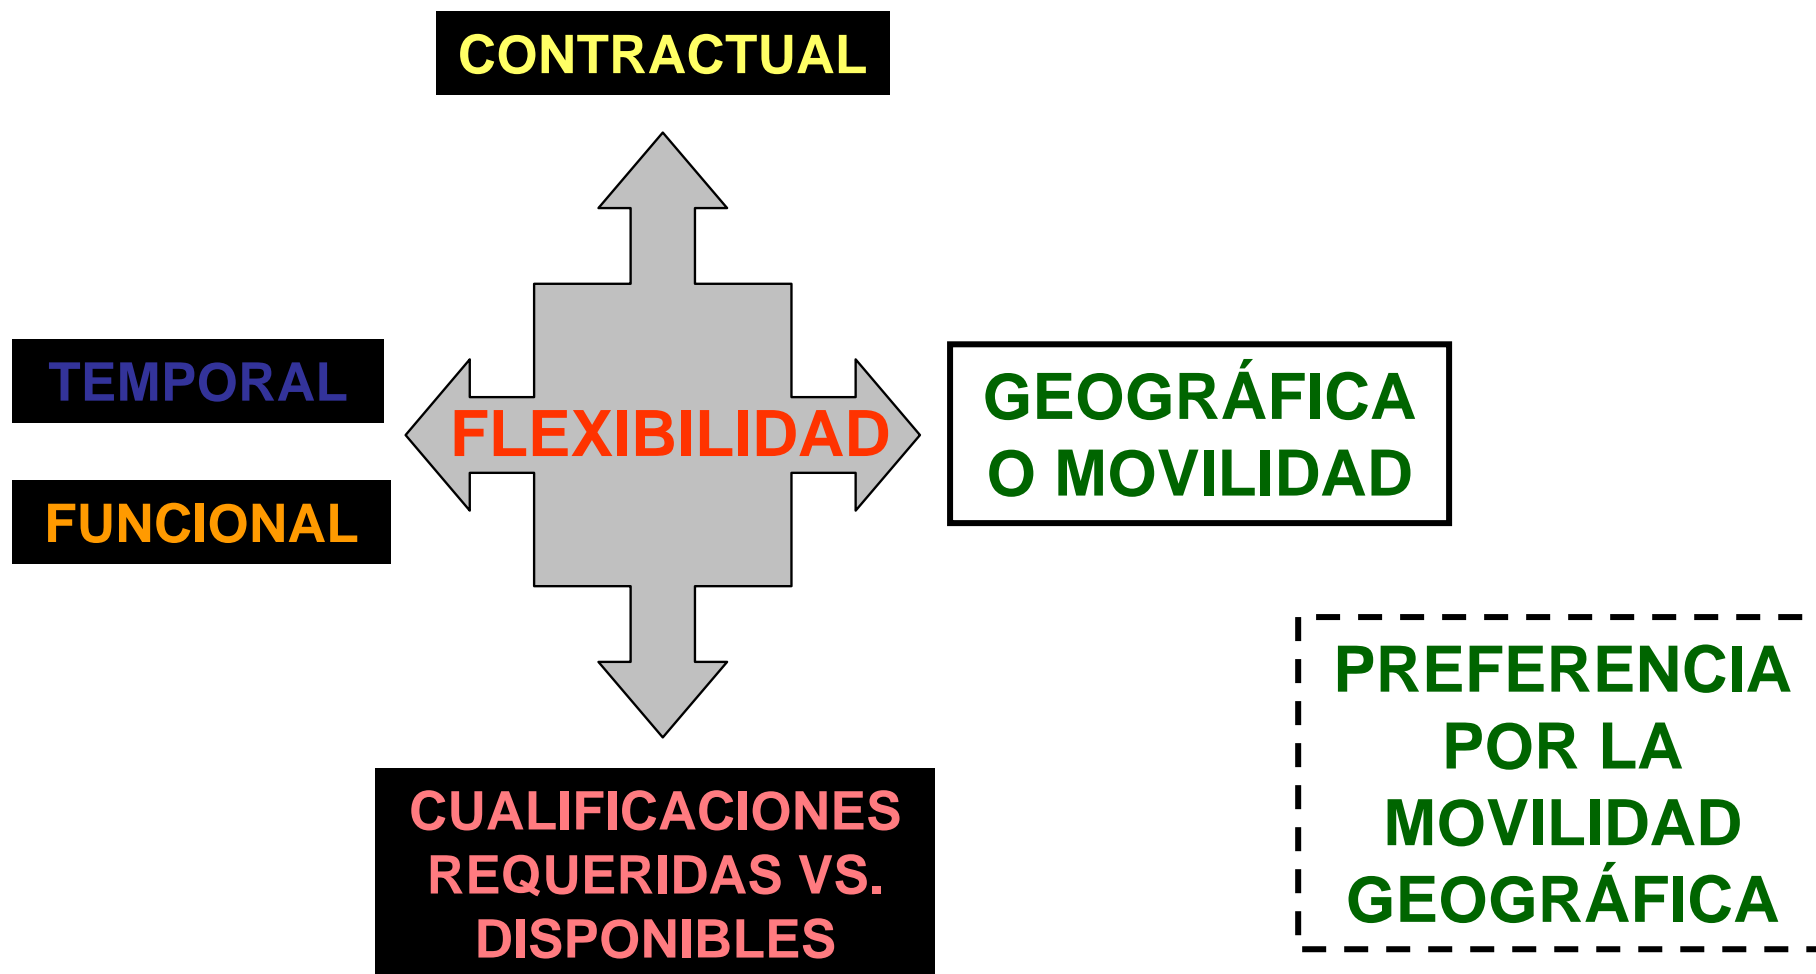 CONTRACTUAL
TEMPORAL
FUNCIONAL
FLEXIBILIDAD
GEOGRÁFICA
O MOVILIDAD
CUALIFICACIONES
REQUERIDAS VS.
DISPONIBLES
PREFERENCIA
POR LA
MOVILIDAD
GEOGRÁFICA